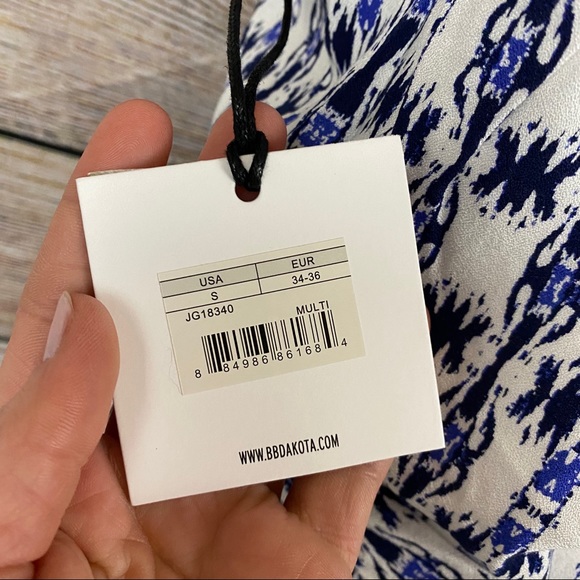 USA EUR
S 34-36
JG18340 MULTI
8 84986 86168 4
WWW.BBDAKOTA.COM